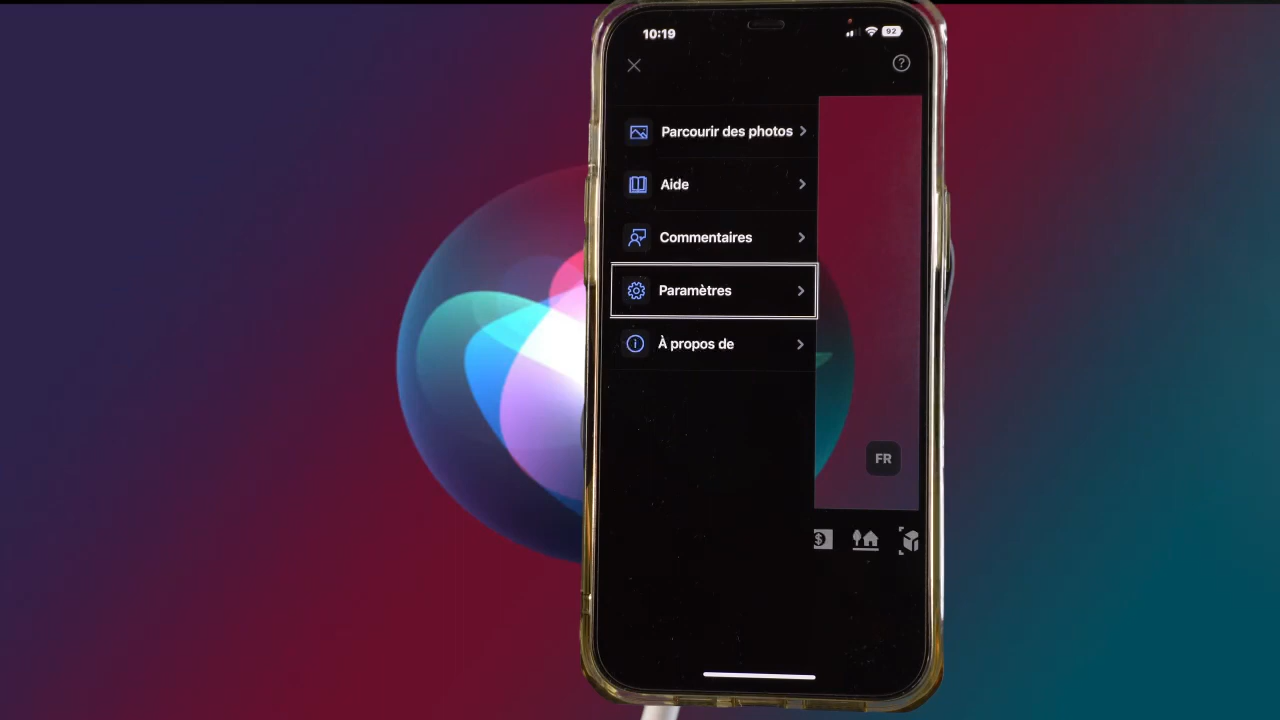 10:19
92
?
Parcourir des photos
Aide
Commentaires
Paramètres
À propos de
FR
$